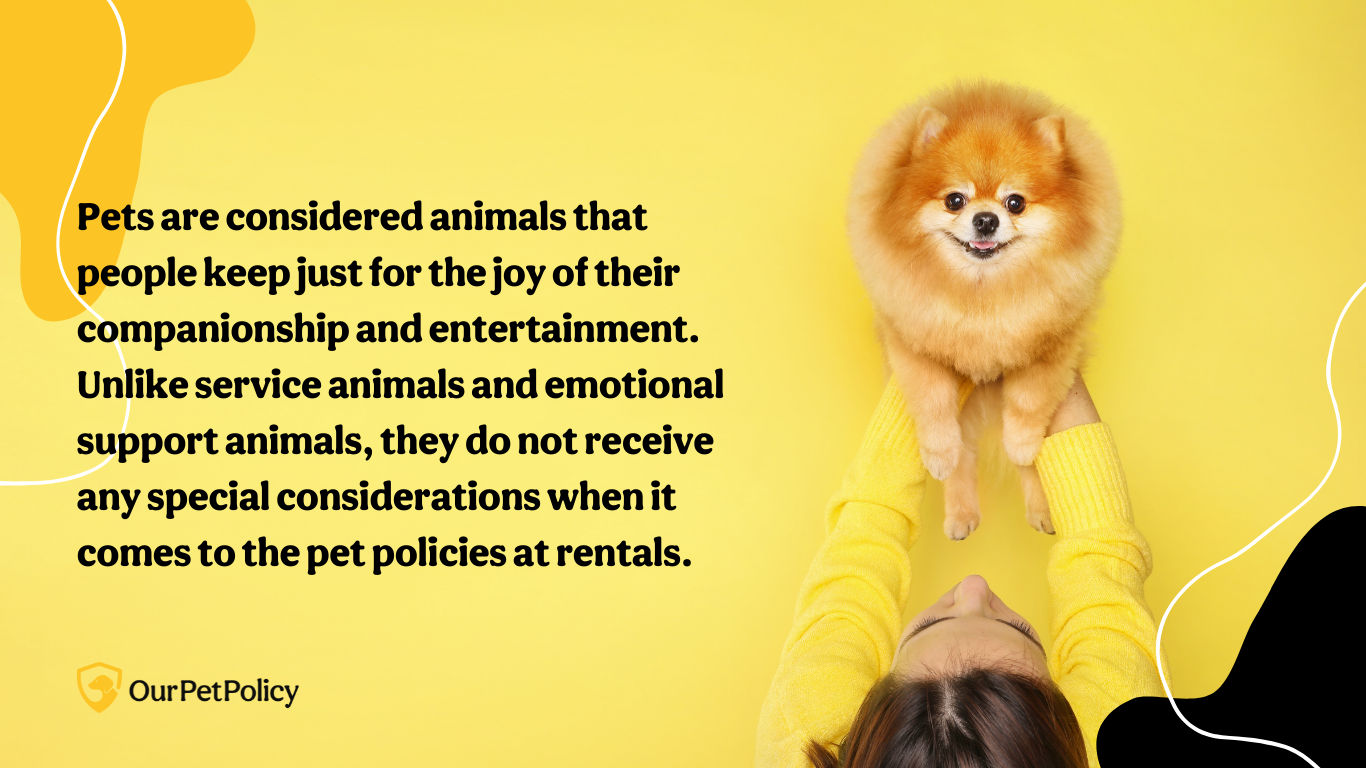 Pets are considered animals that
people keep just for the joy of their
companionship and entertainment.
Unlike service animals and emotional
support animals, they do not receive
any special considerations when it
comes to the pet policies at rentals.
OurPetPolicy